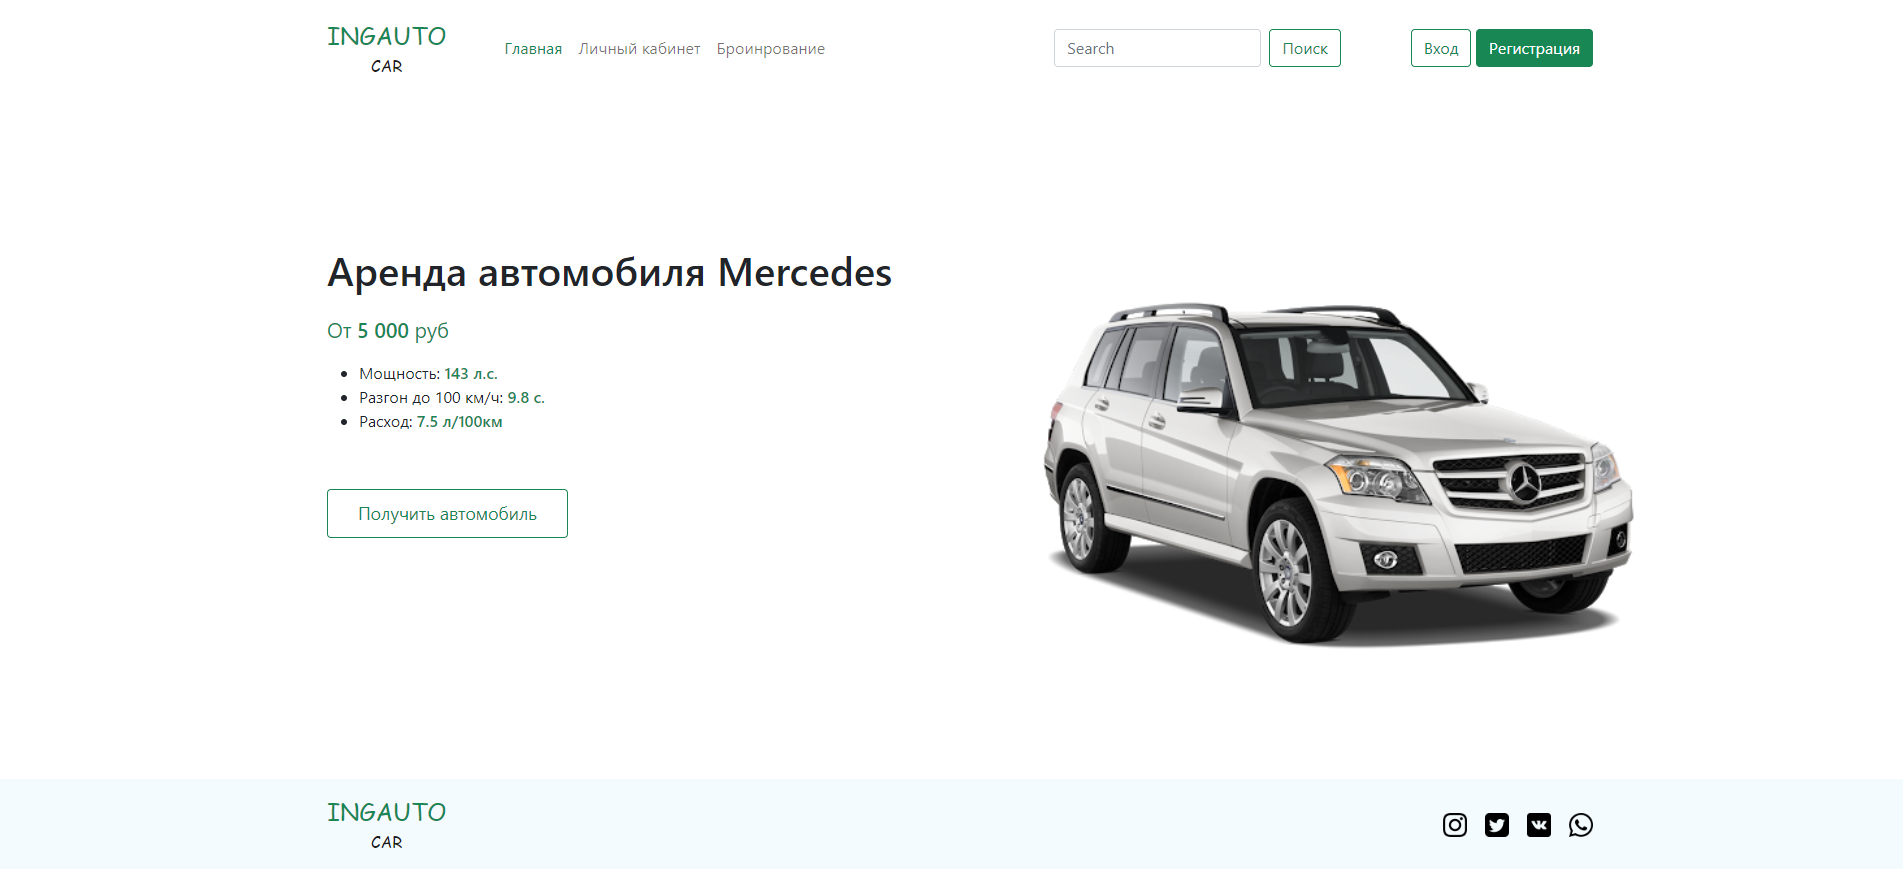 INGAUTO
CAR
Главная Личный кабинет Броинрование
Search Поиск
Вход Регистрация
Аренда автомобиля Mercedes
От 5 000 руб
Мощность: 143 л.с.
Разгон до 100 км/ч: 9.8 с.
Расход: 7.5 л/100км
Получить автомобиль
INGAUTO
CAR